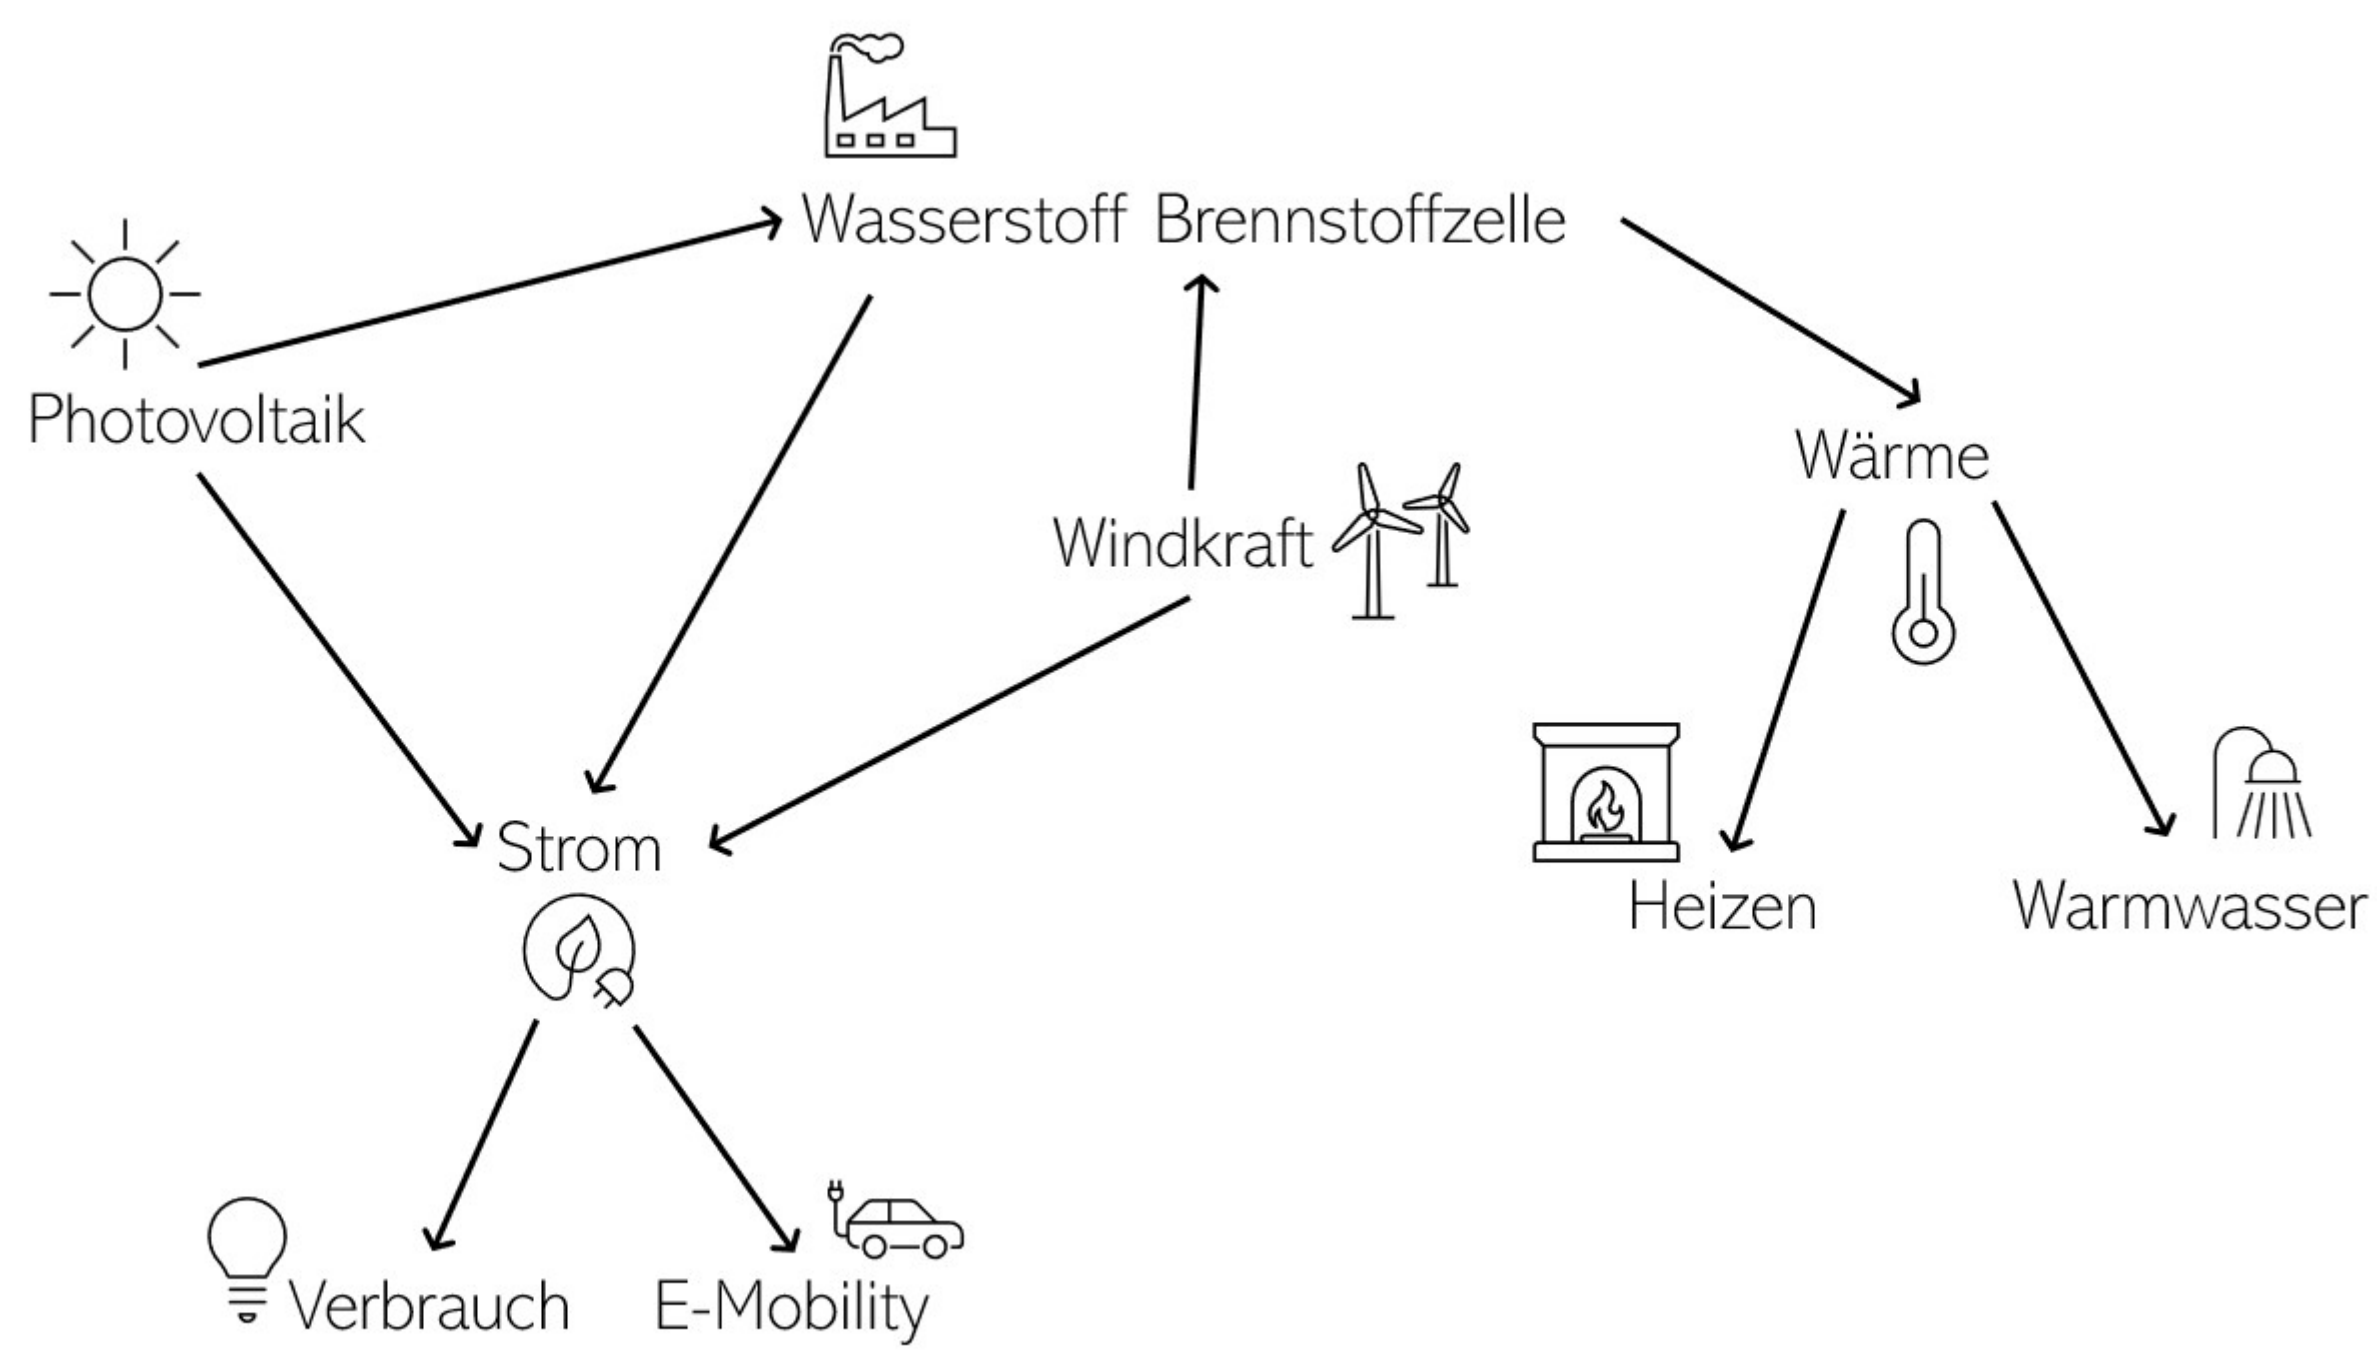 Wasserstoff Brennstoffzelle
Photovoltaik
Wärme
Windkraft
Strom
Heizen
Warmwasser
Verbrauch
E-Mobility